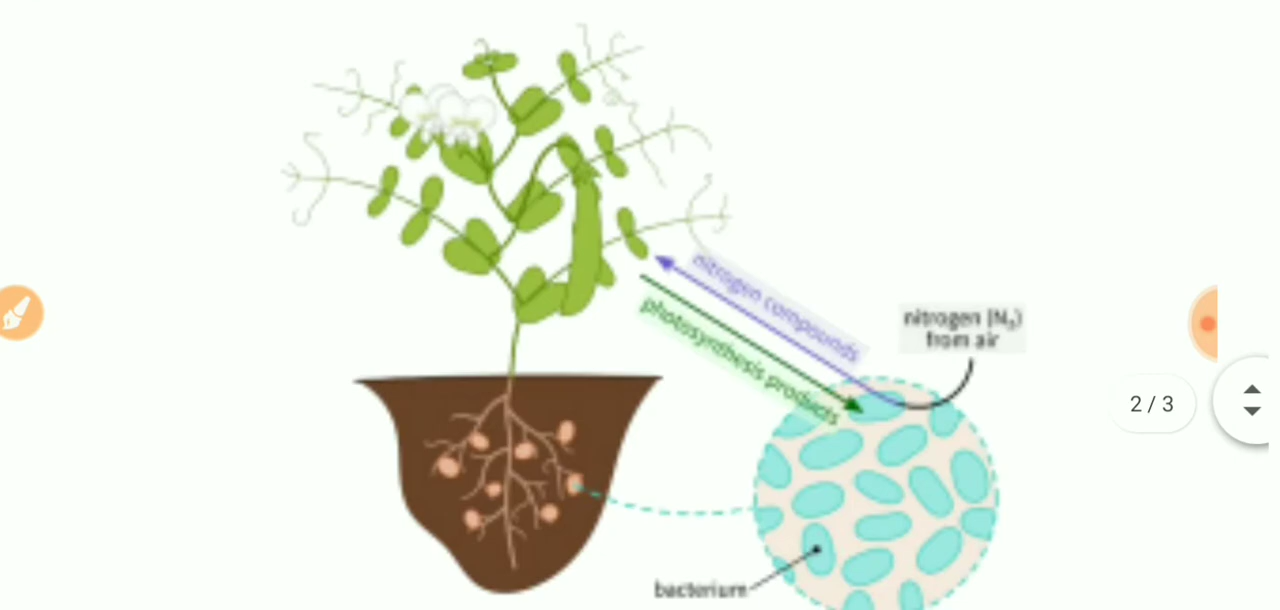 nitrogen compounds
photosynthesis products
nitrogen (N₂)
from air
2 / 3
bacterium